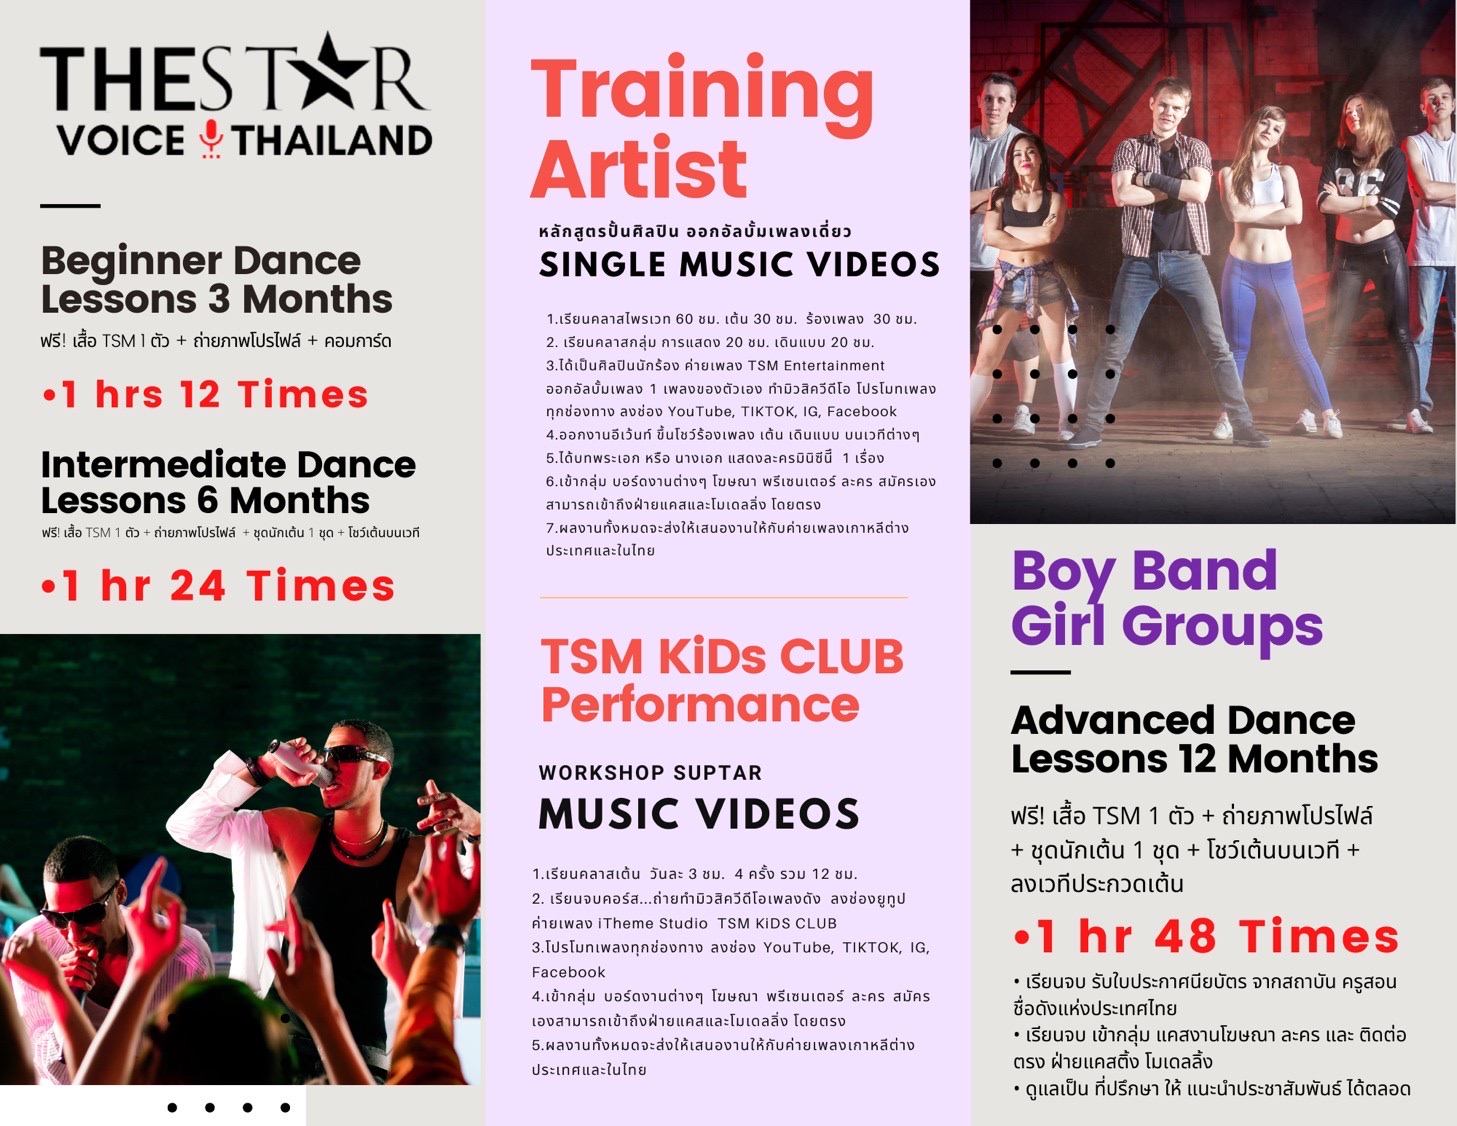 THE STAR
VOICE THAILAND
Beginner Dance
Lessons 3 Months
ฟรี! เสื้อ TSM 1 ตัว + ถ่ายภาพโปรไฟล์ + คอมการ์ด
•1 hrs 12 Times
Intermediate Dance
Lessons 6 Months
ฟรี! เสื้อ TSM 1 ตัว + ถ่ายภาพโปรไฟล์ + ชุดนักเต้น 1 ชุด + โชว์เต้นบนเวที
•1 hr 24 Times
Training
Artist
หลักสูตรปั้นศิลปิน ออกอัลบั้มเพลงเดี่ยว
SINGLE MUSIC VIDEOS
1.เรียนคลาสไพรเวท 60 ชม. เต้น 30 ชม. ร้องเพลง 30 ชม.
2. เรียนคลาสกลุ่ม การแสดง 20 ชม. เดินแบบ 20 ชม.
3.ได้เป็นศิลปินนักร้อง ค่ายเพลง TSM Entertainment
ออกอัลบั้มเพลง 1 เพลงของตัวเอง ทำมิวสิควีดีโอ โปรโมทเพลง
ทุกช่องทาง ลงช่อง YouTube, TIKTOK, IG, Facebook
4.ออกงานอีเว้นท์ ขึ้นโชว์ร้องเพลง เต้น เดินแบบ บนเวทีต่างๆ
5.ได้บทพระเอก หรือ นางเอก แสดงละครมินิซีนี่ 1 เรื่อง
6.เข้ากลุ่ม บอร์ดงานต่างๆ โฆษณา พรีเซนเตอร์ ละคร สมัครเอง
สามารถเข้าถึงฝ่ายแคสและโมเดลลิ่ง โดยตรง
7.ผลงานทั้งหมดจะส่งให้เสนองานให้กับค่ายเพลงเกาหลีต่าง
ประเทศและในไทย
TSM KiDs CLUB
Performance
WORKSHOP SUPTAR
MUSIC VIDEOS
1.เรียนคลาสเต้น วันละ 3 ชม. 4 ครั้ง รวม 12 ชม.
2. เรียนจบคอร์ส...ถ่ายทำมิวสิควีดีโอเพลงดัง ลงช่องยูทูป
ค่ายเพลง iTheme Studio TSM KiDS CLUB
3.โปรโมทเพลงทุกช่องทาง ลงช่อง YouTube, TIKTOK, IG,
Facebook
4.เข้ากลุ่ม บอร์ดงานต่างๆ โฆษณา พรีเซนเตอร์ ละคร สมัคร
เองสามารถเข้าถึงฝ่ายแคสและโมเดลลิ่ง โดยตรง
5.ผลงานทั้งหมดจะส่งให้เสนองานให้กับค่ายเพลงเกาหลีต่าง
ประเทศและในไทย
86
Boy Band
Girl Groups
Advanced Dance
Lessons 12 Months
ฟรี! เสื้อ TSM 1 ตัว + ถ่ายภาพโปรไฟล์
+ ชุดนักเต้น 1 ชุด + โชว์เต้นบนเวที +
ลงเวทีประกวดเต้น
•1 hr 48 Times
• เรียนจบ รับใบประกาศนียบัตร จากสถาบัน ครูสอน
ชื่อดังแห่งประเทศไทย
• เรียนจบ เข้ากลุ่ม แคสงานโฆษณา ละคร และ ติดต่อ
ตรง ฝ่ายแคสติ้ง โมเดลลิ้ง
• ดูแลเป็น ที่ปรึกษา ให้ แนะนำประชาสัมพันธ์ ได้ตลอด